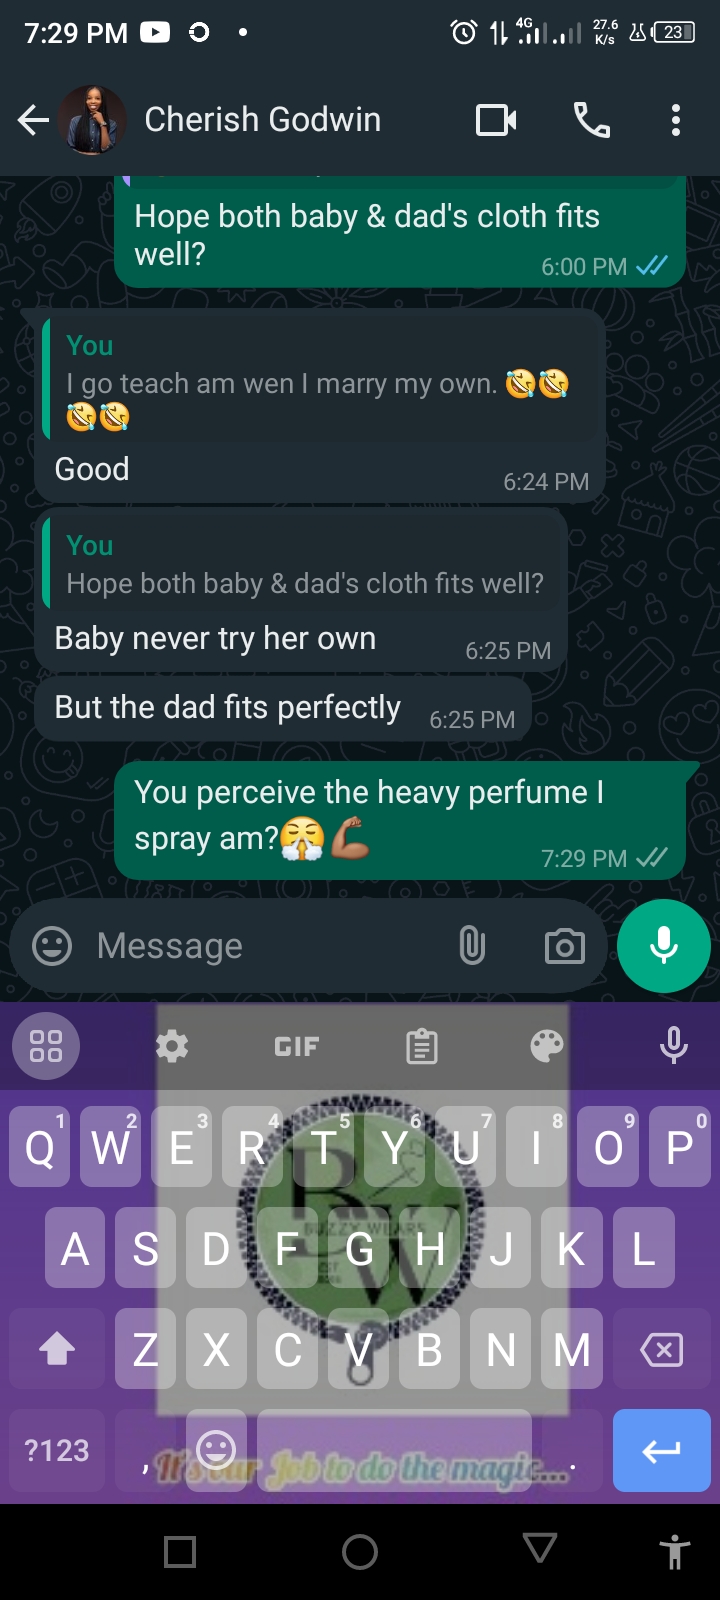 7:29 PM
4G
27.6
K/s
23
Cherish Godwin
Hope both baby & dad's cloth fits
well?
6:00 PM
You
I go teach am wen I marry my own. 🤣🤣
🤣🤣
Good
6:24 PM
You
Hope both baby & dad's cloth fits well?
Baby never try her own
6:25 PM
But the dad fits perfectly
6:25 PM
You perceive the heavy perfume I
spray am?😤💪🏾
7:29 PM
Message
GIF
Q1 W2 E3 R4 T5 Y6 U7 I8 O9 P0
A S D F G H J K L
BUZZY WEARS
B W
Z X C V B N M
?123 , .
It's our Job to do the magic...